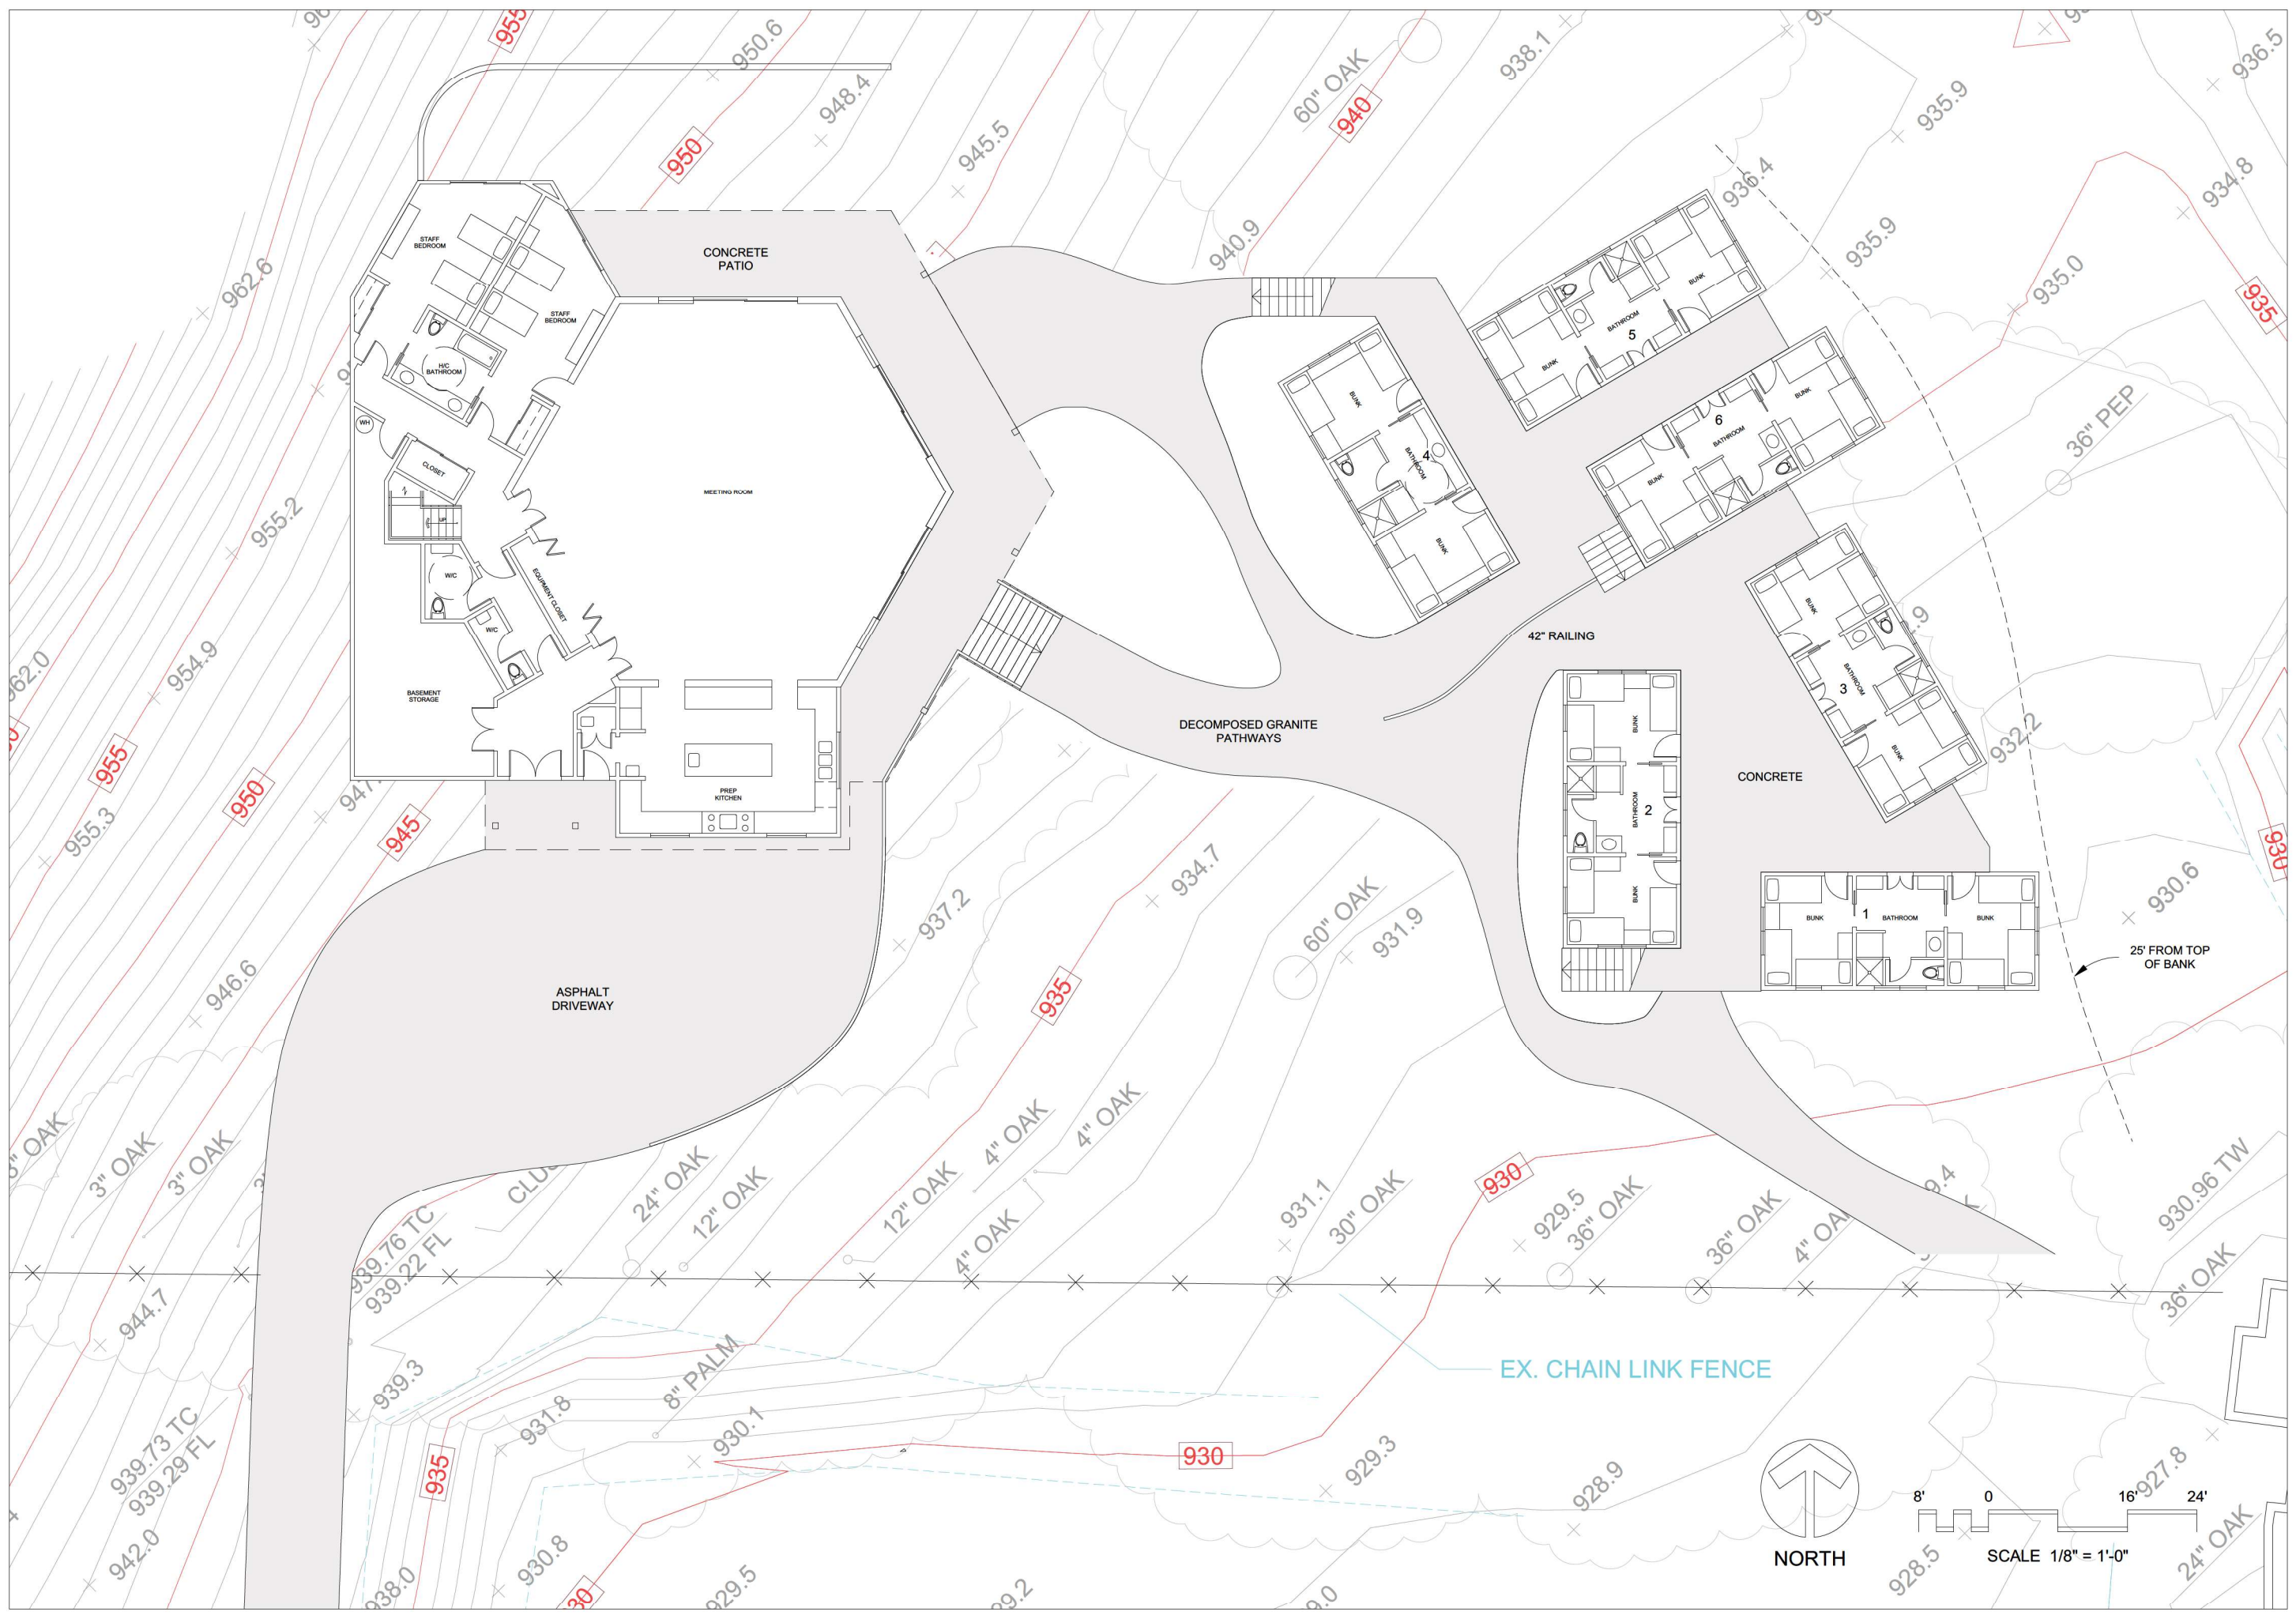 955
950.6
60" OAK
938.1
936.5
948.4
940
935.9
950
945.5
936.4
934.8
STAFF
BEDROOM
CONCRETE
PATIO
940.9
935.9
962.6
935.0
935
BUNK
STAFF
BEDROOM
BATHROOM
5
BUNK
H/C
BATHROOM
BUNK
BUNK
6
36" PEP
WH
BATHROOM
CLOSET
4
BATHROOM
BUNK
MEETING ROOM
955.2
UP
BUNK
W/C
EQUIPMENT CLOSET
BUNK
W/C
42" RAILING
954.9
962.0
BATHROOM
3
BASEMENT
STORAGE
BUNK
DECOMPOSED GRANITE
PATHWAYS
932.2
BUNK
955
CONCRETE
950
PREP
KITCHEN
BATHROOM
2
945
955.3
930
934.7
60" OAK
BUNK
930.6
937.2
931.9
BUNK
1
BATHROOM
BUNK
25' FROM TOP
OF BANK
946.6
935
ASPHALT
DRIVEWAY
3" OAK
3" OAK
3" OAK
4" OAK
4" OAK
24" OAK
12" OAK
12" OAK
4" OAK
931.1
30" OAK
930
929.5
36" OAK
36" OAK
930.96 TW
939.76 TC
939.22 FL
36" OAK
944.7
939.3
8" PALM
EX. CHAIN LINK FENCE
931.8
930.1
935
930
929.3
939.73 TC
939.29 FL
928.9
927.8
8'
0
16'
24'
942.0
938.0
930.8
929.5
NORTH
SCALE 1/8" = 1'-0"
928.5
24" OAK